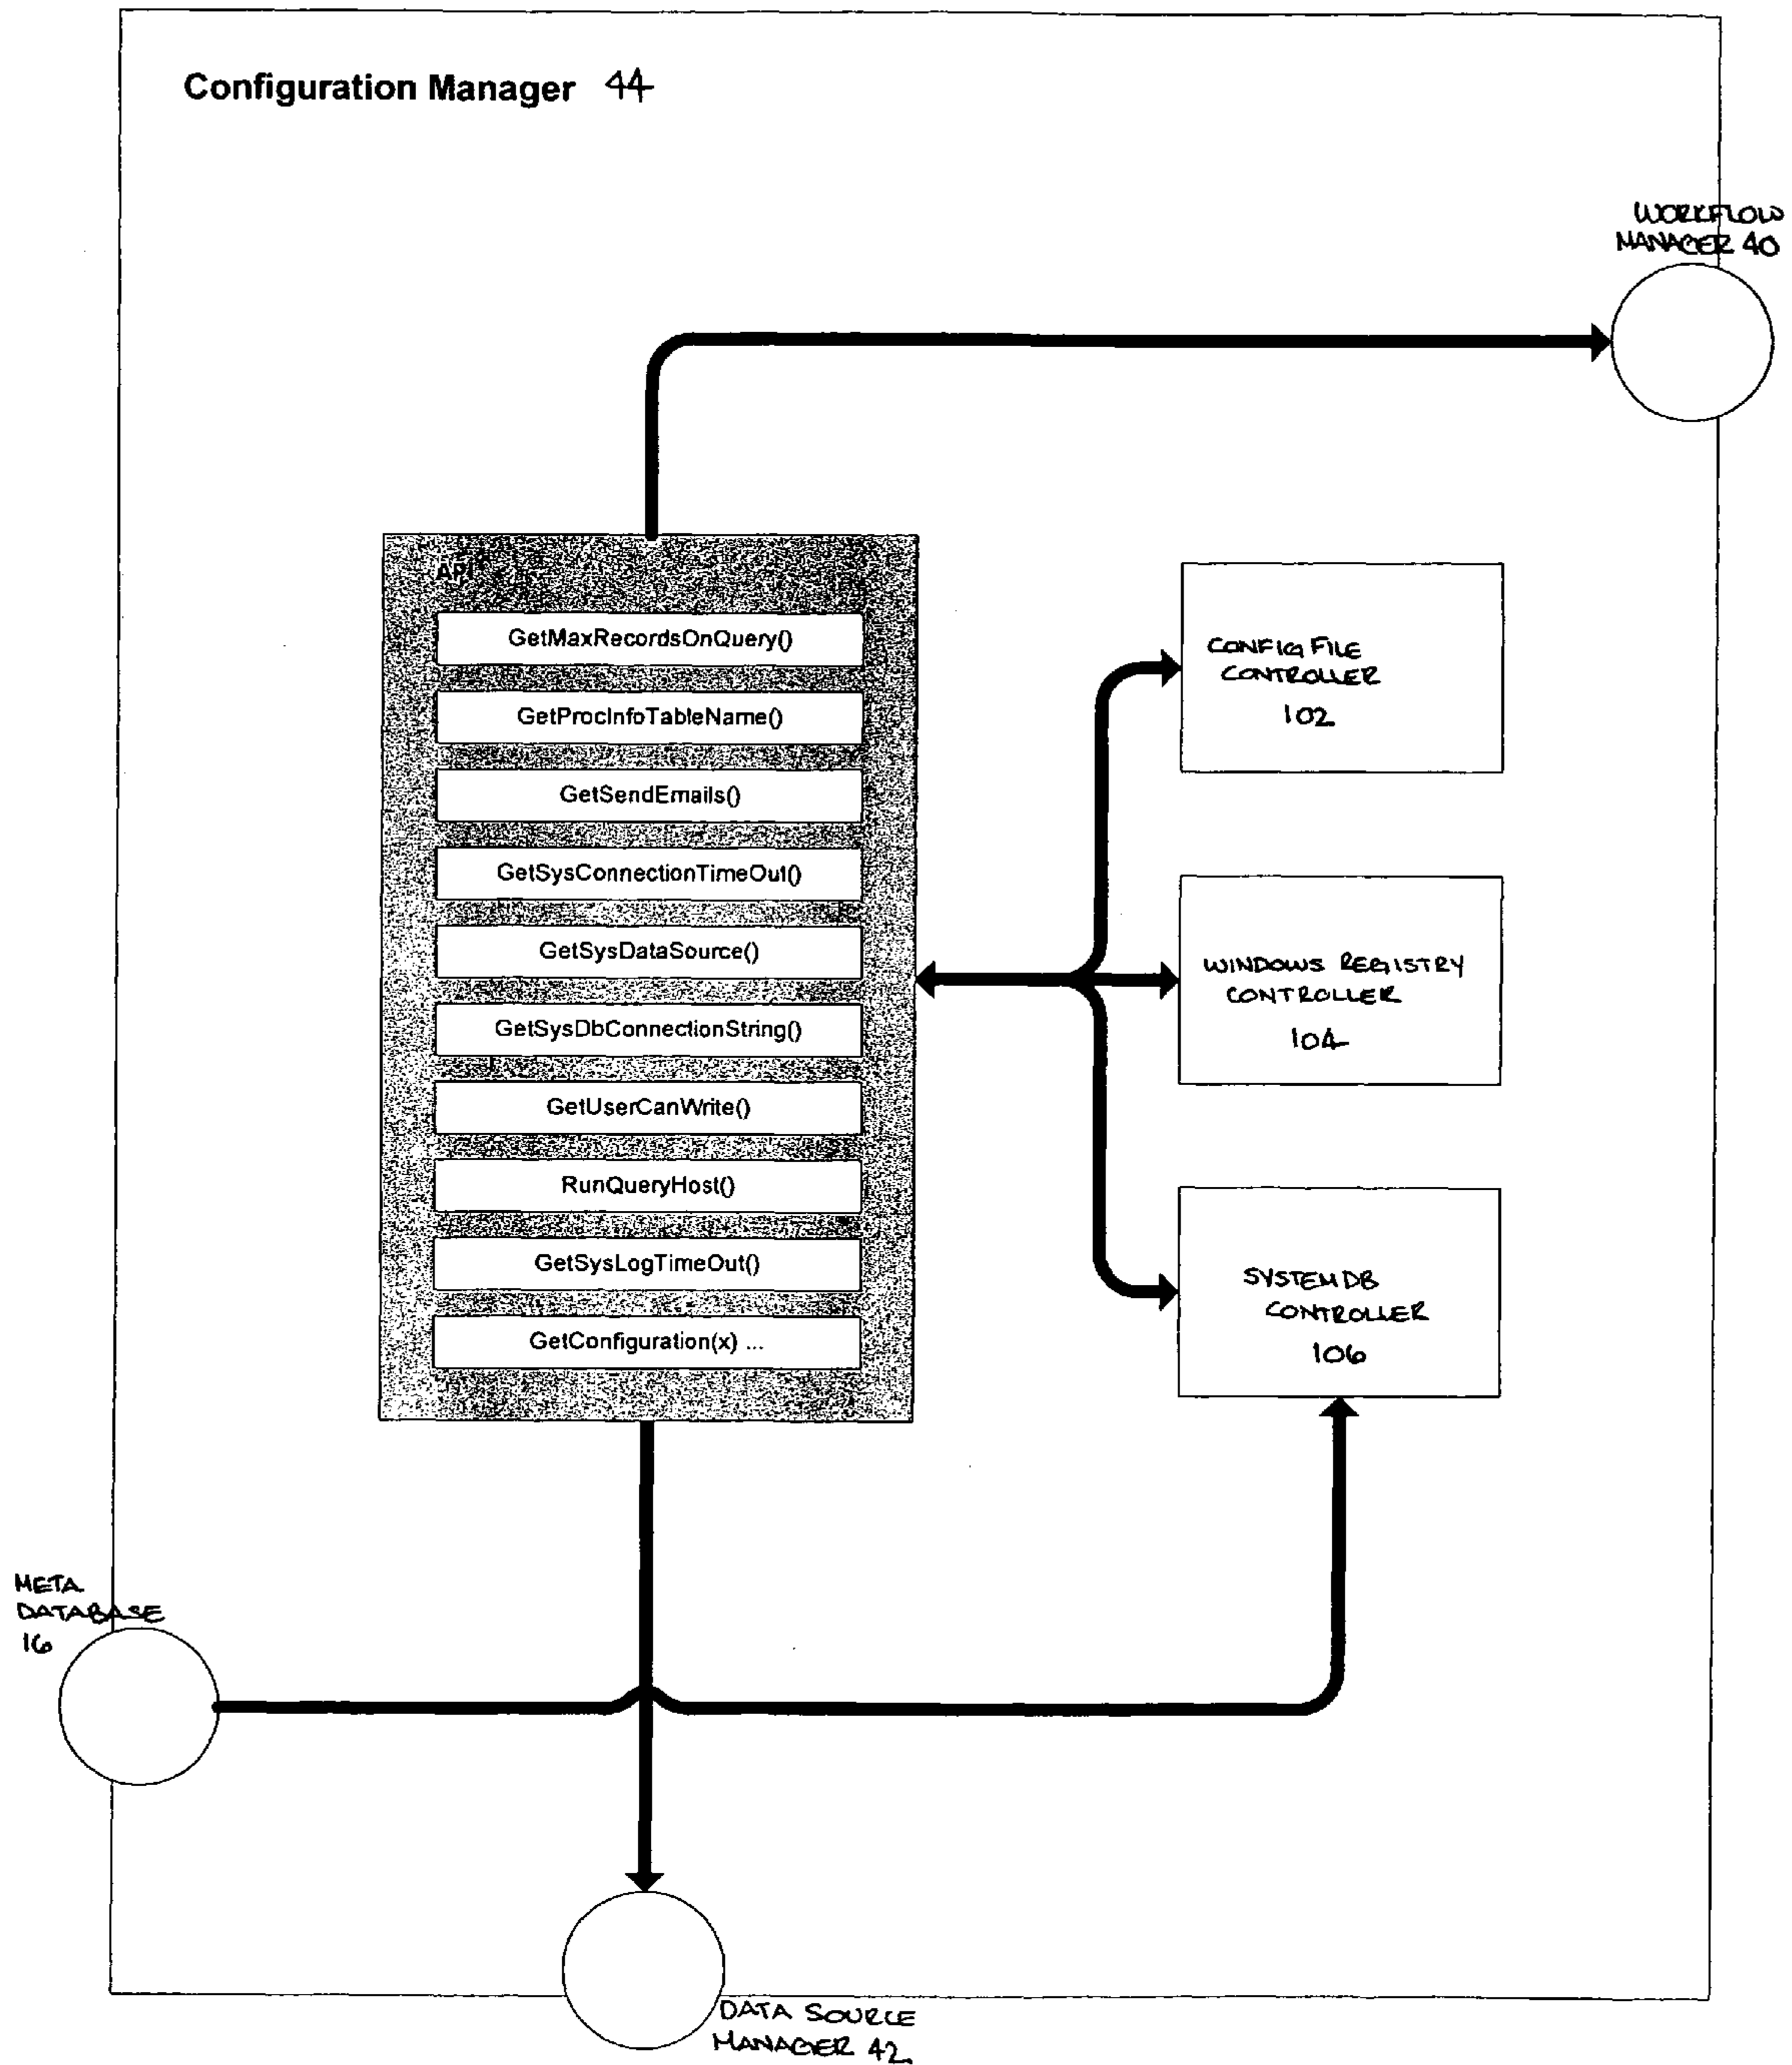 Configuration Manager 44
WORKFLOW
MANAGER 40
API
GetMaxRecordsOnQuery()
GetProcInfoTableName()
GetSendEmails()
GetSysConnectionTimeOut()
GetSysDataSource()
GetSysDbConnectionString()
GetUserCanWrite()
RunQueryHost()
GetSysLogTimeOut()
GetConfiguration(x) ...
CONFIG FILE
CONTROLLER
102
WINDOWS REGISTRY
CONTROLLER
104
SYSTEM DB
CONTROLLER
106
META
DATABASE
16
DATA SOURCE
MANAGER 42